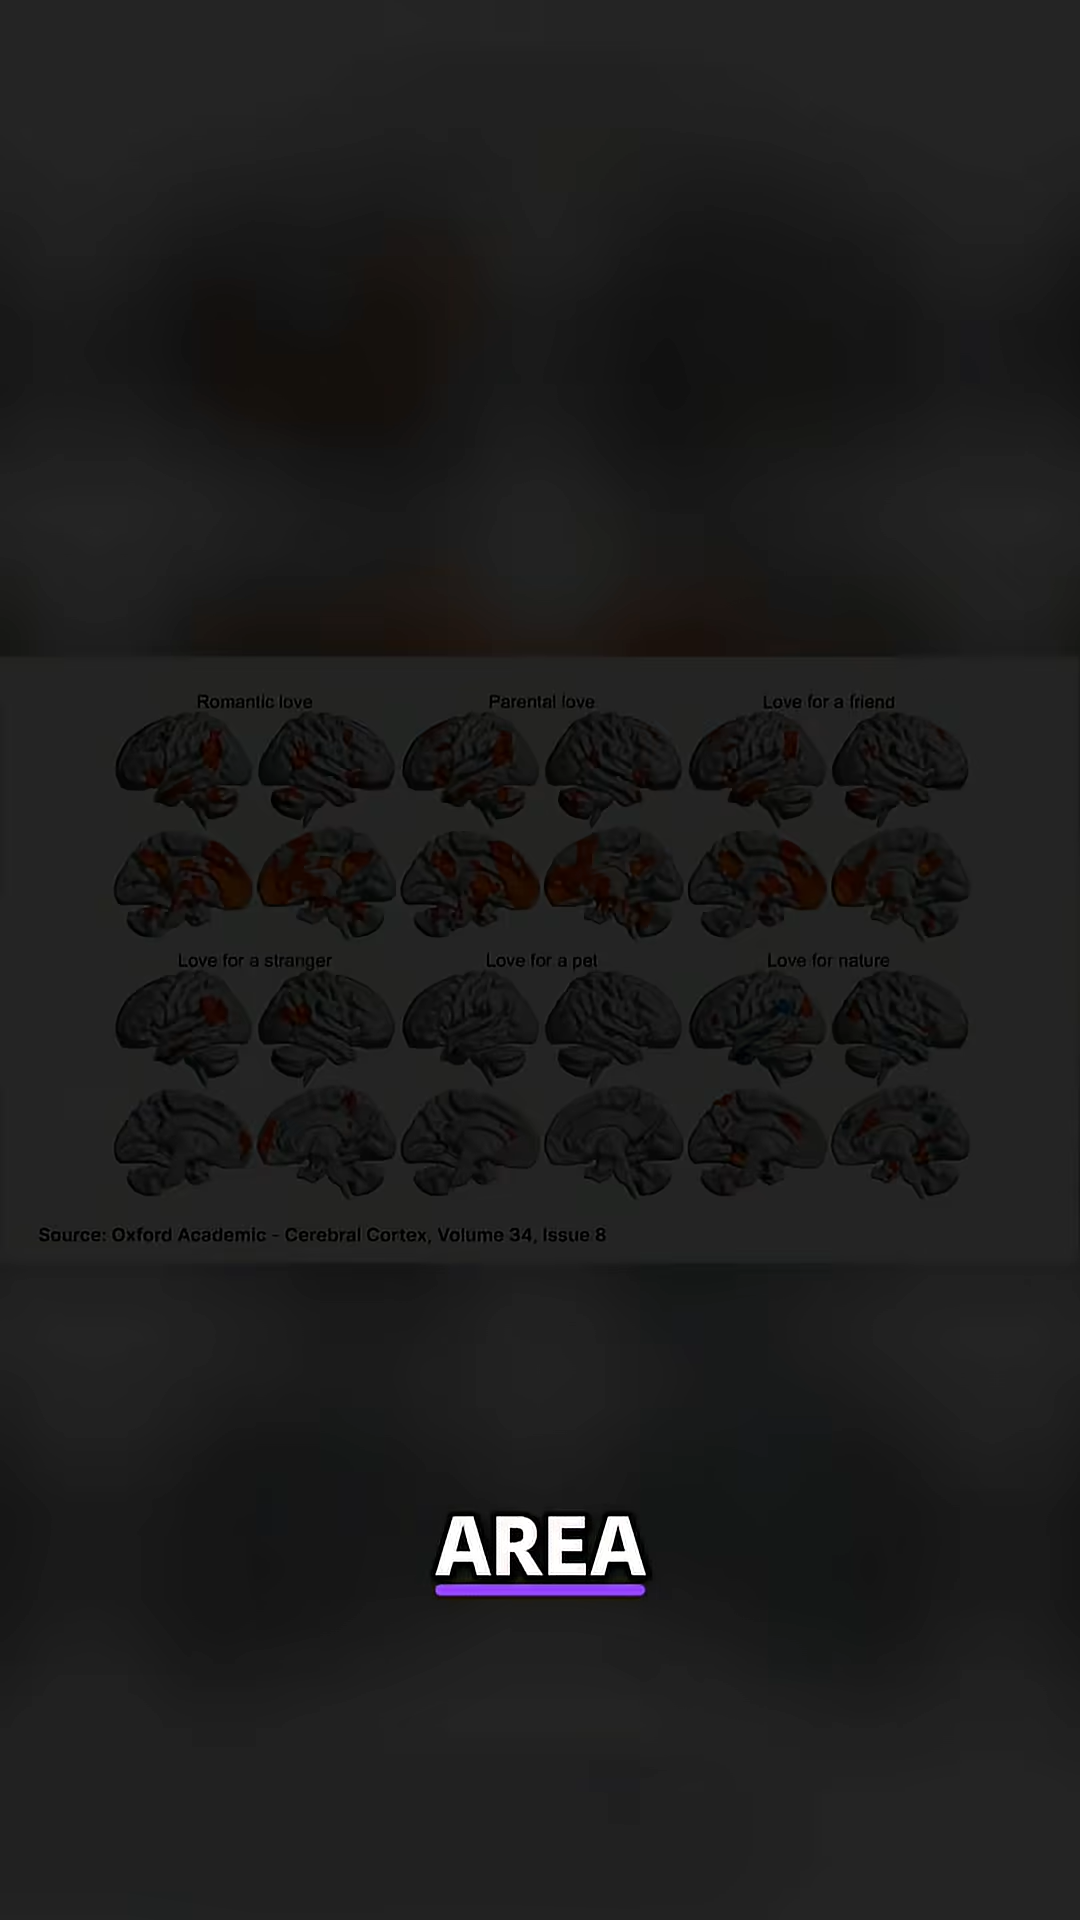 Romantic love
Parental love
Love for a friend
Love for a stranger
Love for a pet
Love for nature
Source: Oxford Academic - Cerebral Cortex, Volume 34, Issue 8
AREA